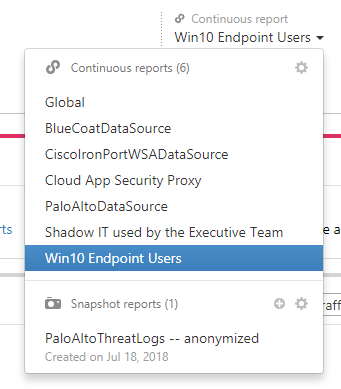 Continuous report
Win10 Endpoint Users
Continuous reports (6)
Global
BlueCoatDataSource
CiscoIronPortWSADataSource
Cloud App Security Proxy
PaloAltoDataSource
rts
Shadow IT used by the Executive Team
e a
Win10 Endpoint Users
Snapshot reports (1)
raff
PaloAltoThreatLogs -- anonymized
Created on Jul 18, 2018